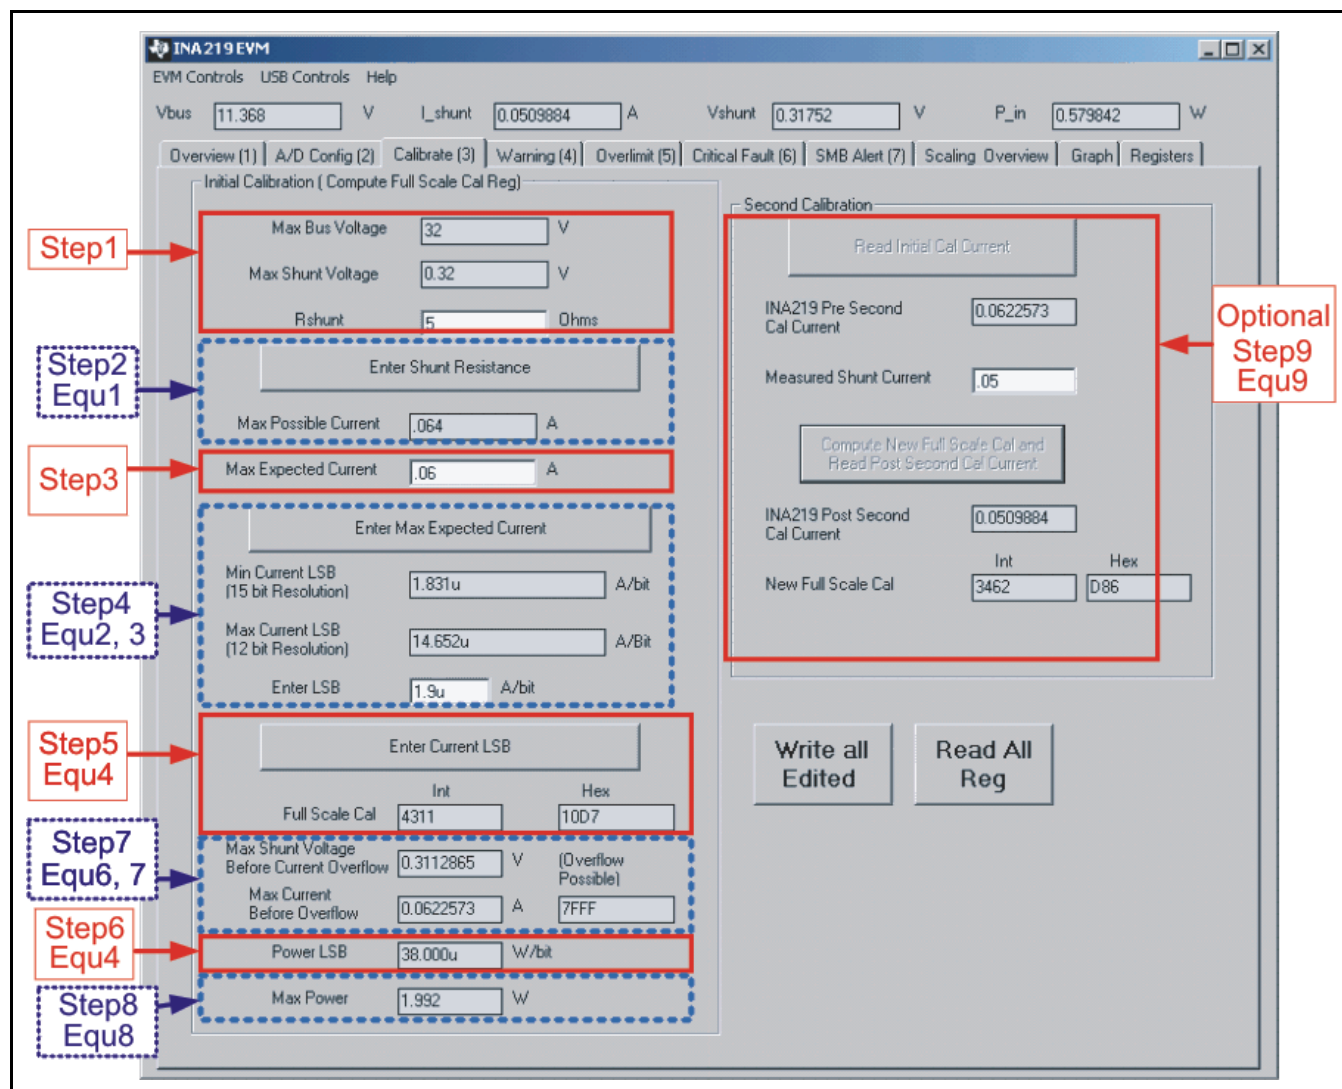 INA219 EVM
EVM Controls USB Controls Help
Vbus 11.368 V I_shunt 0.0509884 A Vshunt 0.31752 V P_in 0.579842 W
Overview (1) A/D Config (2) Calibrate (3) Warning (4) Overlimit (5) Critical Fault (6) SMB Alert (7) Scaling Overview Graph Registers
Initial Calibration ( Compute Full Scale Cal Reg)
Step1
Max Bus Voltage 32 V
Max Shunt Voltage 0.32 V
Rshunt 5 Ohms
Step2
Equ1
Enter Shunt Resistance
Max Possible Current .064 A
Step3
Max Expected Current .06 A
Enter Max Expected Current
Step4
Equ2, 3
Min Current LSB
(15 bit Resolution) 1.831u A/bit
Max Current LSB
(12 bit Resolution) 14.652u A/Bit
Enter LSB 1.9u A/bit
Step5
Equ4
Enter Current LSB
Int Hex
Full Scale Cal 4311 10D7
Step7
Equ6, 7
Max Shunt Voltage
Before Current Overflow 0.3112865 V (Overflow
Possible)
Max Current
Before Overflow 0.0622573 A 7FFF
Step6
Equ4
Power LSB 38.000u W/bit
Step8
Equ8
Max Power 1.992 W
Second Calibration
Read Initial Cal Current
INA219 Pre Second
Cal Current 0.0622573
Optional
Step9
Equ9
Measured Shunt Current .05
Compute New Full Scale Cal and
Read Post Second Cal Current
INA219 Post Second
Cal Current 0.0509884
Int Hex
New Full Scale Cal 3462 D86
Write all
Edited
Read All
Reg